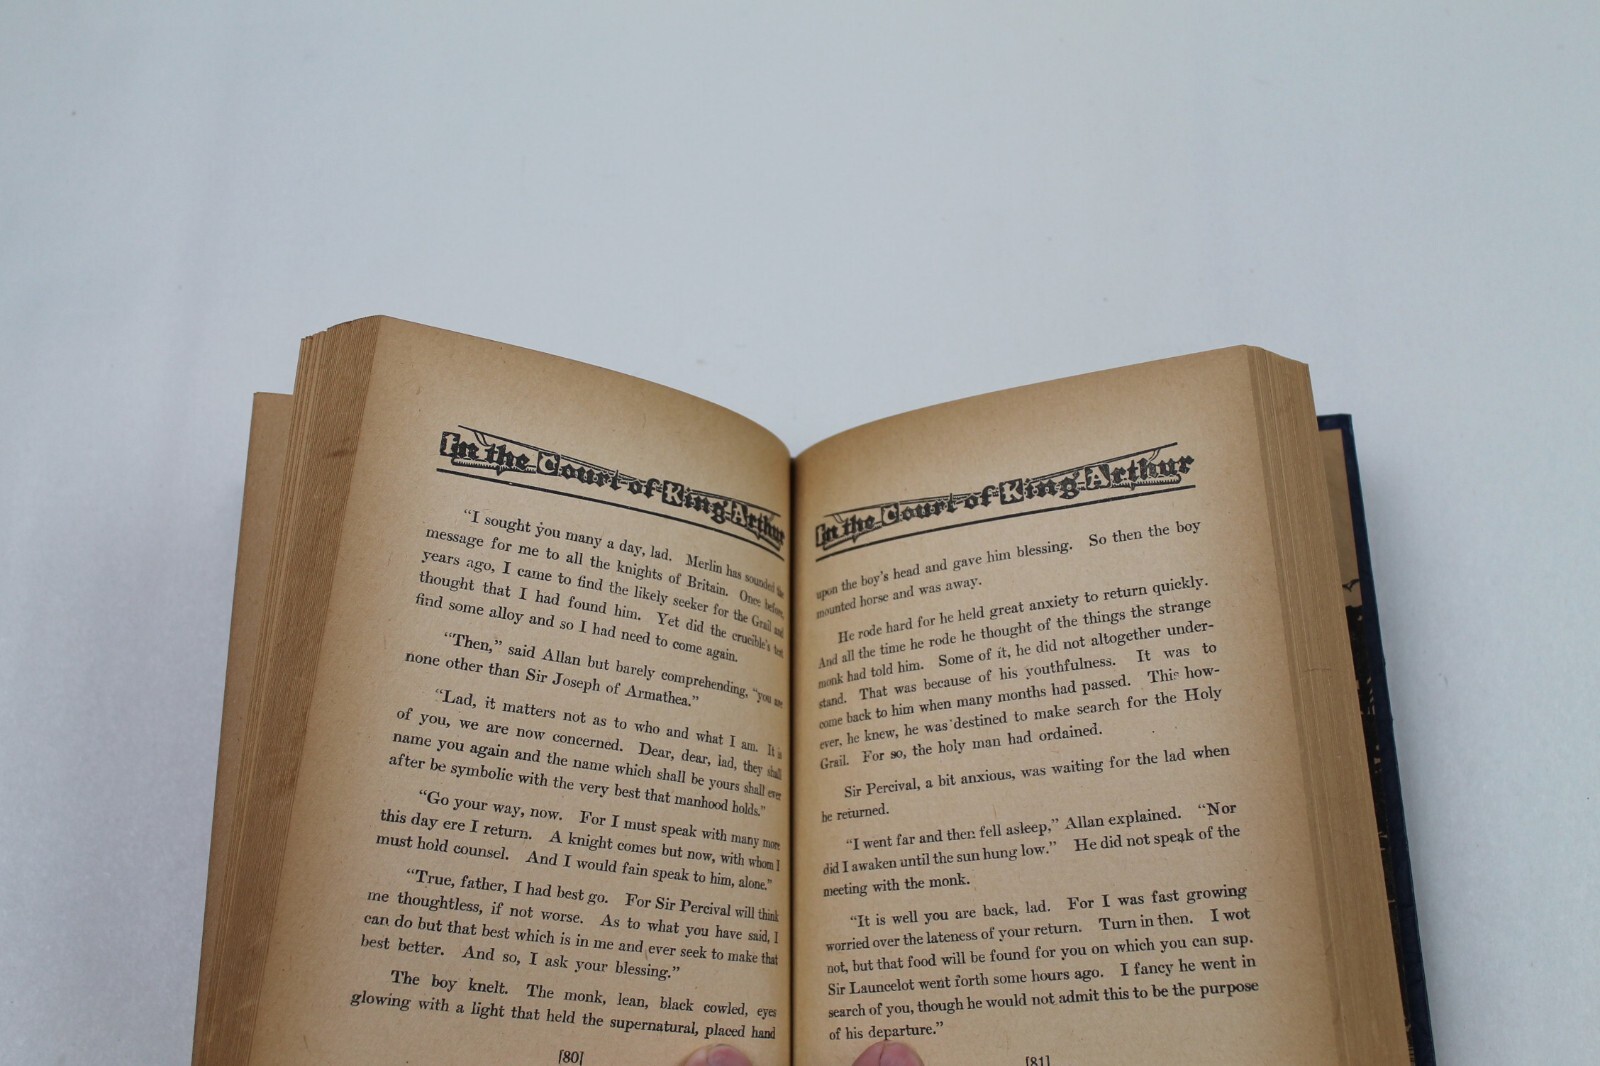 In the Court of King Arthur
"I sought you many a day, lad. Merlin has sounded the
message for me to all the knights of Britain. Once before,
years ago, I came to find the likely seeker for the Grail and
thought that I had found him. Yet did the crucible's test
find some alloy and so I had need to come again.
"Then," said Allan but barely comprehending, "you are
none other than Sir Joseph of Armathea."
"Lad, it matters not as to who and what I am. It is
of you, we are now concerned. Dear, dear, lad, they shall
name you again and the name which shall be yours shall ever
after be symbolic with the very best that manhood holds."
"Go your way, now. For I must speak with many more
this day ere I return. A knight comes but now, with whom I
must hold counsel. And I would fain speak to him, alone."
"True, father, I had best go. For Sir Percival will think
me thoughtless, if not worse. As to what you have said, I
can do but that best which is in me and ever seek to make that
best better. And so, I ask your blessing."
The boy knelt. The monk, lean, black cowled, eyes
glowing with a light that held the supernatural, placed hand
[80]
In the Court of King Arthur
upon the boy's head and gave him blessing. So then the boy
mounted horse and was away.
He rode hard for he held great anxiety to return quickly.
And all the time he rode he thought of the things the strange
monk had told him. Some of it, he did not altogether under-
stand. That was because of his youthfulness. It was to
come back to him when many months had passed. This how-
ever, he knew, he was destined to make search for the Holy
Grail. For so, the holy man had ordained.
Sir Percival, a bit anxious, was waiting for the lad when
he returned.
"I went far and then fell asleep," Allan explained. "Nor
did I awaken until the sun hung low." He did not speak of the
meeting with the monk.
"It is well you are back, lad. For I was fast growing
worried over the lateness of your return. Turn in then. I wot
not, but that food will be found for you on which you can sup.
Sir Launcelot went forth some hours ago. I fancy he went in
search of you, though he would not admit this to be the purpose
of his departure."
[81]